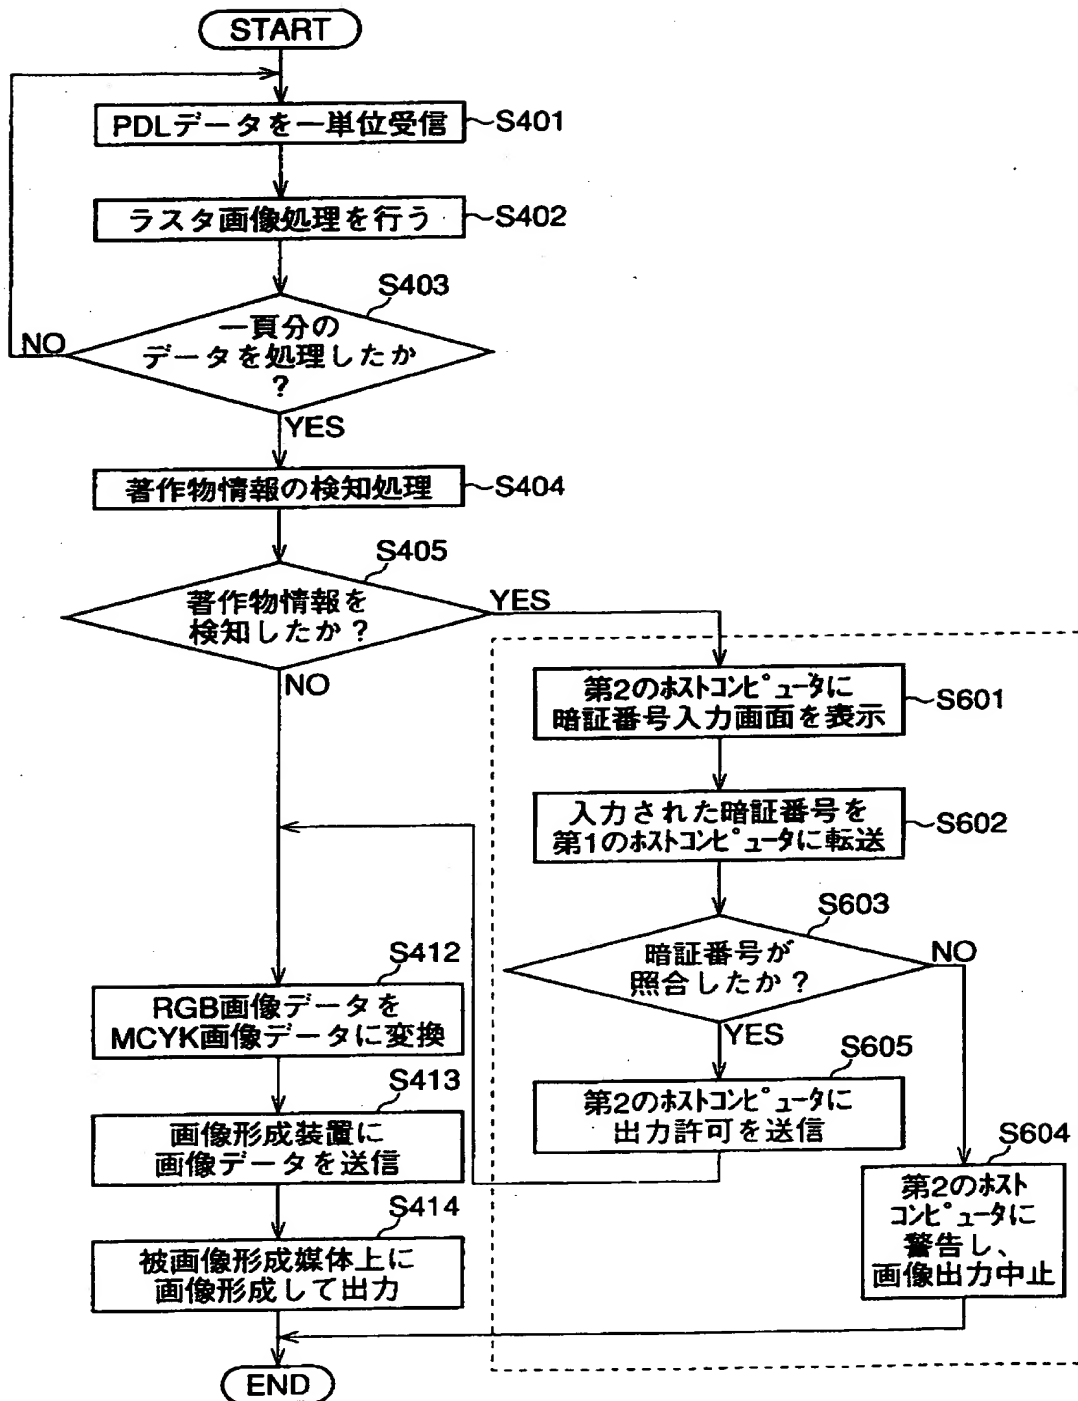 START
PDLデータを一単位受信
S401
ラスタ画像処理を行う
S402
S403
一頁分の
データを処理したか
?
NO
YES
著作物情報の検知処理
S404
S405
著作物情報を
検知したか？
YES
NO
第2のホストコンピュータに
暗証番号入力画面を表示
S601
入力された暗証番号を
第1のホストコンピュータに転送
S602
S603
暗証番号が
照合したか？
NO
YES
S605
第2のホストコンピュータに
出力許可を送信
S604
第2のホスト
コンピュータに
警告し、
画像出力中止
S412
RGB画像データを
MCYK画像データに変換
S413
画像形成装置に
画像データを送信
S414
被画像形成媒体上に
画像形成して出力
END